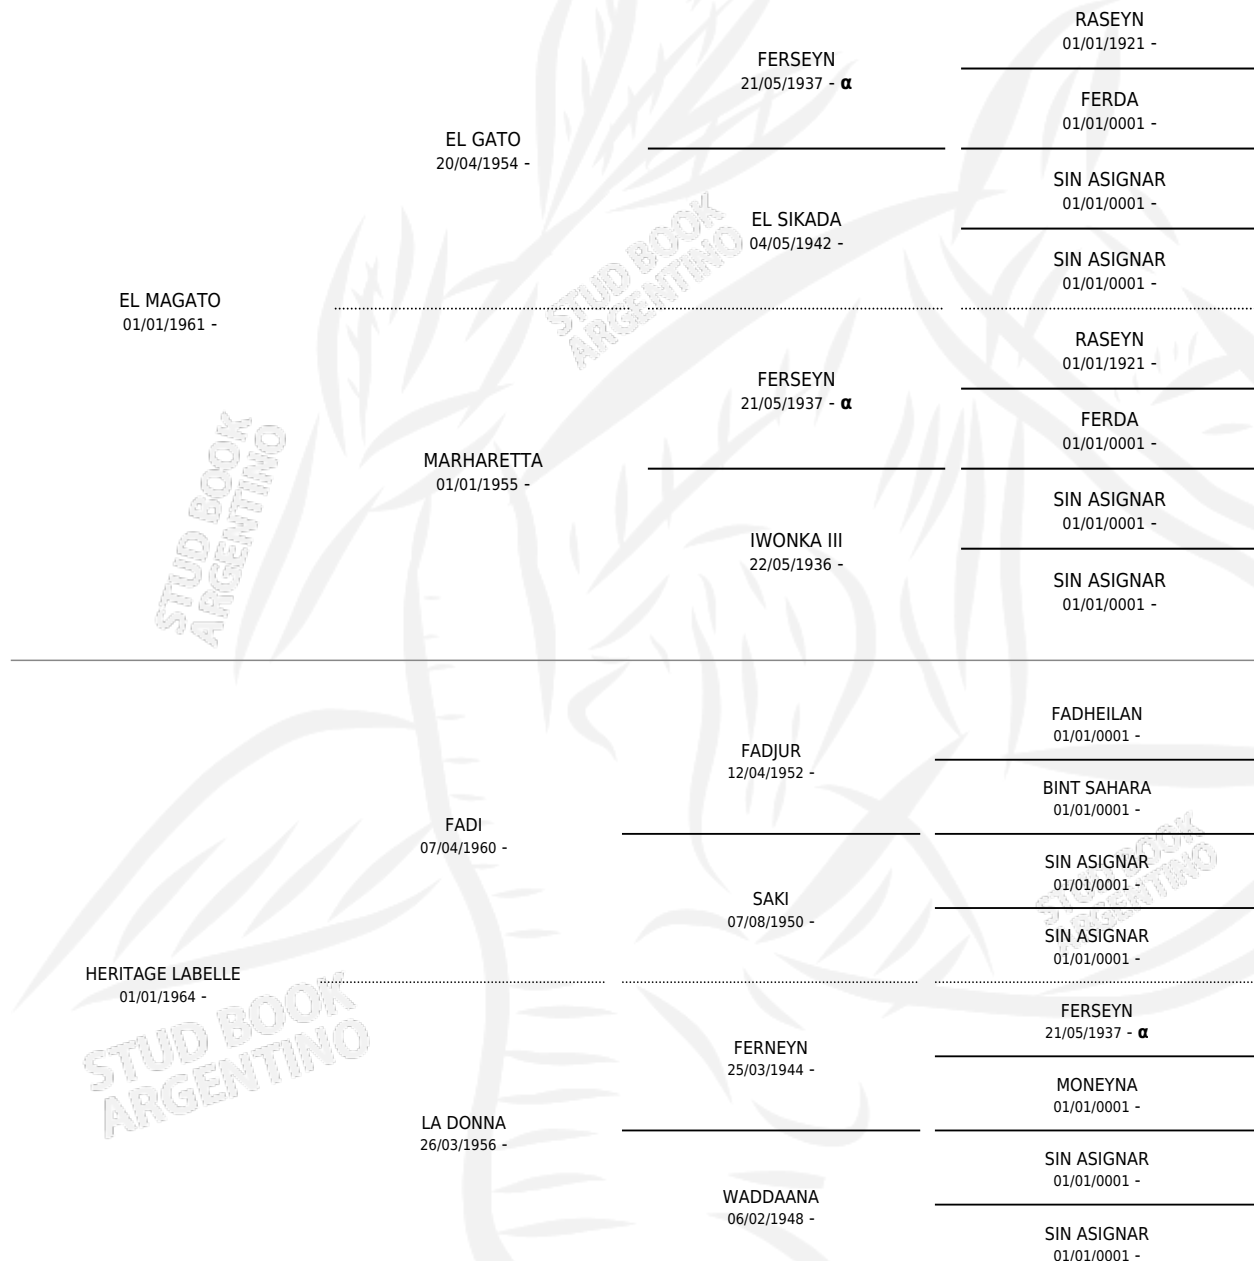 RASEYN
01/01/1921 -
FERSEYN
21/05/1937 - α
FERDA
01/01/0001 -
EL GATO
20/04/1954 -
SIN ASIGNAR
01/01/0001 -
EL SIKADA
04/05/1942 -
SIN ASIGNAR
01/01/0001 -
STUD BOOK
ARGENTINO
EL MAGATO
01/01/1961 -
RASEYN
01/01/1921 -
FERSEYN
21/05/1937 - α
FERDA
01/01/0001 -
MARHARETTA
01/01/1955 -
SIN ASIGNAR
01/01/0001 -
IWONKA III
22/05/1936 -
SIN ASIGNAR
01/01/0001 -
STUD BOOK
ARGENTINO
FADHEILAN
01/01/0001 -
FADJUR
12/04/1952 -
BINT SAHARA
01/01/0001 -
FADI
07/04/1960 -
SIN ASIGNAR
01/01/0001 -
SAKI
07/08/1950 -
SIN ASIGNAR
01/01/0001 -
STUD BOOK
ARGENTINO
HERITAGE LABELLE
01/01/1964 -
STUD BOOK
ARGENTINO
FERSEYN
21/05/1937 - α
FERNEYN
25/03/1944 -
MONEYNA
01/01/0001 -
LA DONNA
26/03/1956 -
SIN ASIGNAR
01/01/0001 -
WADDAANA
06/02/1948 -
SIN ASIGNAR
01/01/0001 -